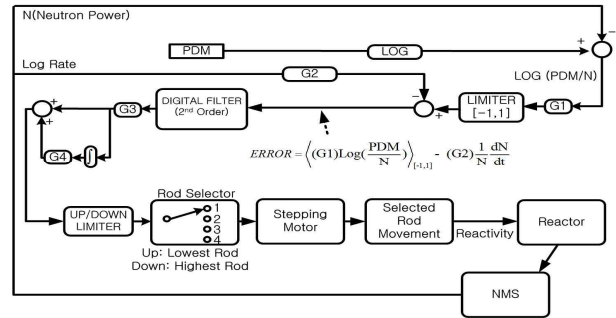 N(Neutron Power)
PDM
LOG
+
−
Log Rate
G2
LOG (PDM/N)
−
+
LIMITER
[-1,1]
G1
DIGITAL FILTER
(2nd Order)
G3
+
+
G4
∫
ERROR = ⟨(G1)Log(PDM/N)⟩[-1,1] - (G2) 1/N dN/dt
UP/DOWN
LIMITER
Rod Selector
1
2
3
4
Up: Lowest Rod
Down: Highest Rod
Stepping
Motor
Selected
Rod
Movement
Reactivity
Reactor
NMS